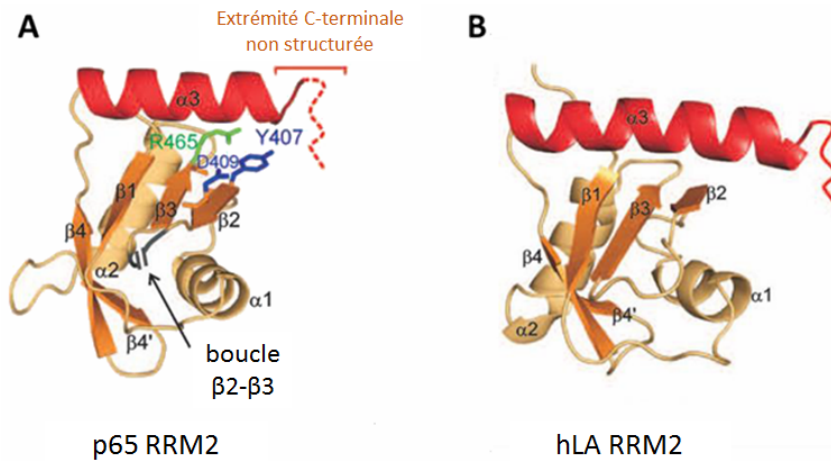 A
Extrémité C-terminale
non structurée
α3
R465
Y407
D409
β1
β3
β2
β4
α2
α1
β4'
boucle
β2-β3
p65 RRM2
B
α3
β1
β3
β2
β4
α1
α2
β4'
hLA RRM2